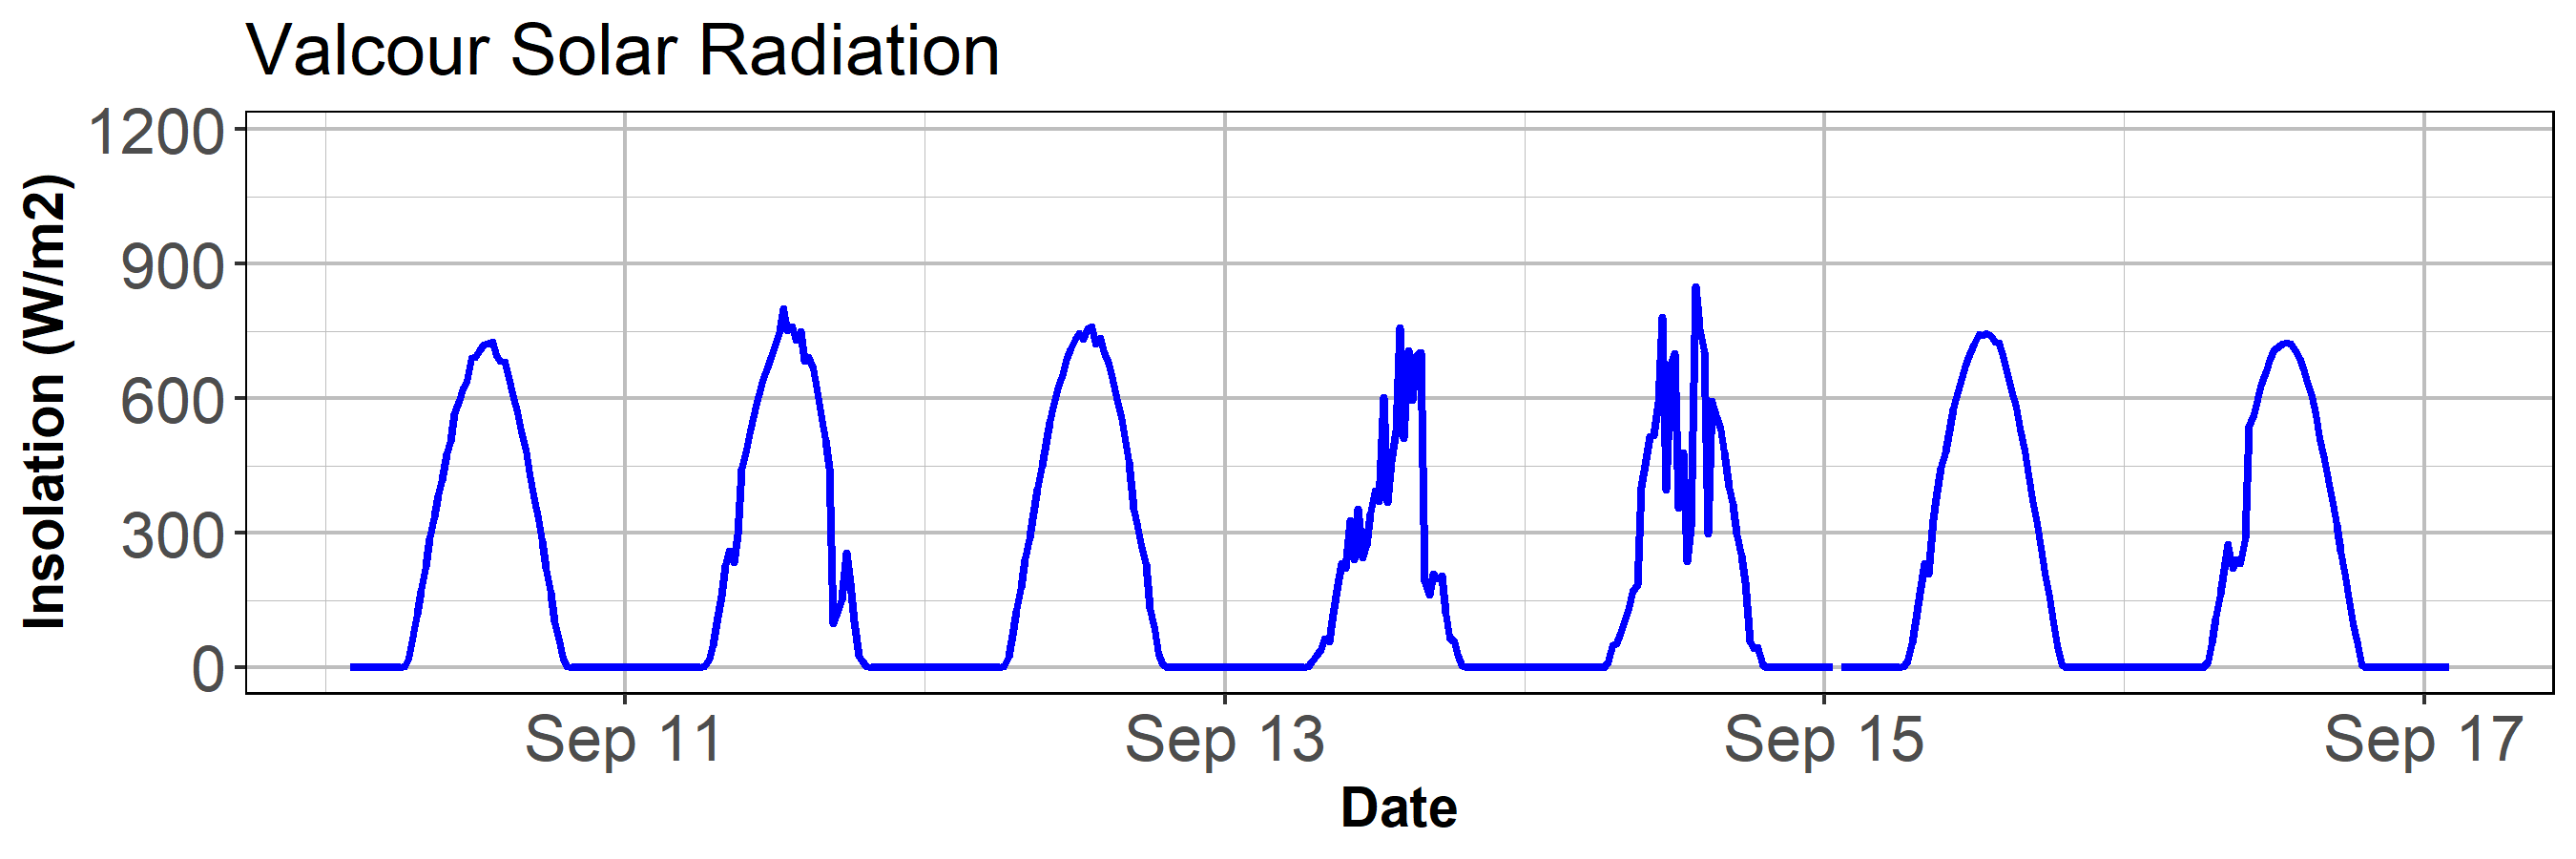 Valcour Solar Radiation
1200
900
600
300
0
Insolation (W/m2)
Sep 11
Sep 13
Sep 15
Sep 17
Date